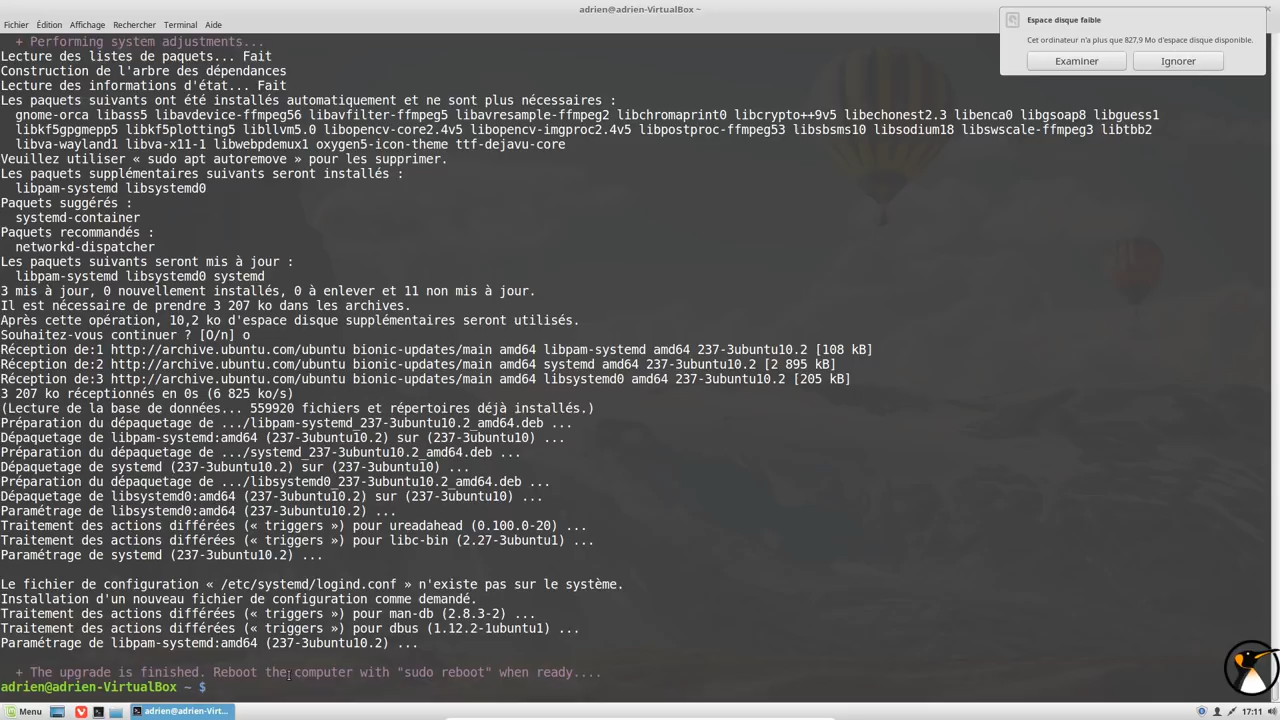 adrien@adrien-VirtualBox ~
Fichier Édition Affichage Rechercher Terminal Aide
Espace disque faible
Cet ordinateur n'a plus que 827,9 Mo d'espace disque disponible.
Examiner Ignorer
+ Performing system adjustments...
Lecture des listes de paquets... Fait
Construction de l'arbre des dépendances
Lecture des informations d'état... Fait
Les paquets suivants ont été installés automatiquement et ne sont plus nécessaires :
gnome-orca libass5 libavdevice-ffmpeg56 libavfilter-ffmpeg5 libavresample-ffmpeg2 libchromaprint0 libcrypto++9v5 libechonest2.3 libenca0 libgsoap8 libguess1
libkf5gpgmepp5 libkf5plotting5 libllvm5.0 libopencv-core2.4v5 libopencv-imgproc2.4v5 libpostproc-ffmpeg53 libsbsms10 libsodium18 libswscale-ffmpeg3 libtbb2
libva-wayland1 libva-x11-1 libwebpdemux1 oxygen5-icon-theme ttf-dejavu-core
Veuillez utiliser « sudo apt autoremove » pour les supprimer.
Les paquets supplémentaires suivants seront installés :
libpam-systemd libsystemd0
Paquets suggérés :
systemd-container
Paquets recommandés :
networkd-dispatcher
Les paquets suivants seront mis à jour :
libpam-systemd libsystemd0 systemd
3 mis à jour, 0 nouvellement installés, 0 à enlever et 11 non mis à jour.
Il est nécessaire de prendre 3 207 ko dans les archives.
Après cette opération, 10,2 ko d'espace disque supplémentaires seront utilisés.
Souhaitez-vous continuer ? [O/n] o
Réception de:1 http://archive.ubuntu.com/ubuntu bionic-updates/main amd64 libpam-systemd amd64 237-3ubuntu10.2 [108 kB]
Réception de:2 http://archive.ubuntu.com/ubuntu bionic-updates/main amd64 systemd amd64 237-3ubuntu10.2 [2 895 kB]
Réception de:3 http://archive.ubuntu.com/ubuntu bionic-updates/main amd64 libsystemd0 amd64 237-3ubuntu10.2 [205 kB]
3 207 ko réceptionnés en 0s (6 825 ko/s)
(Lecture de la base de données... 559920 fichiers et répertoires déjà installés.)
Préparation du dépaquetage de .../libpam-systemd_237-3ubuntu10.2_amd64.deb ...
Dépaquetage de libpam-systemd:amd64 (237-3ubuntu10.2) sur (237-3ubuntu10) ...
Préparation du dépaquetage de .../systemd_237-3ubuntu10.2_amd64.deb ...
Dépaquetage de systemd (237-3ubuntu10.2) sur (237-3ubuntu10) ...
Préparation du dépaquetage de .../libsystemd0_237-3ubuntu10.2_amd64.deb ...
Dépaquetage de libsystemd0:amd64 (237-3ubuntu10.2) sur (237-3ubuntu10) ...
Paramétrage de libsystemd0:amd64 (237-3ubuntu10.2) ...
Traitement des actions différées (« triggers ») pour ureadahead (0.100.0-20) ...
Traitement des actions différées (« triggers ») pour libc-bin (2.27-3ubuntu1) ...
Paramétrage de systemd (237-3ubuntu10.2) ...
Le fichier de configuration « /etc/systemd/logind.conf » n'existe pas sur le système.
Installation d'un nouveau fichier de configuration comme demandé.
Traitement des actions différées (« triggers ») pour man-db (2.8.3-2) ...
Traitement des actions différées (« triggers ») pour dbus (1.12.2-1ubuntu1) ...
Paramétrage de libpam-systemd:amd64 (237-3ubuntu10.2) ...
+ The upgrade is finished. Reboot the computer with "sudo reboot" when ready....
adrien@adrien-VirtualBox ~ $
Menu adrien@adrien-Virt... 17:11